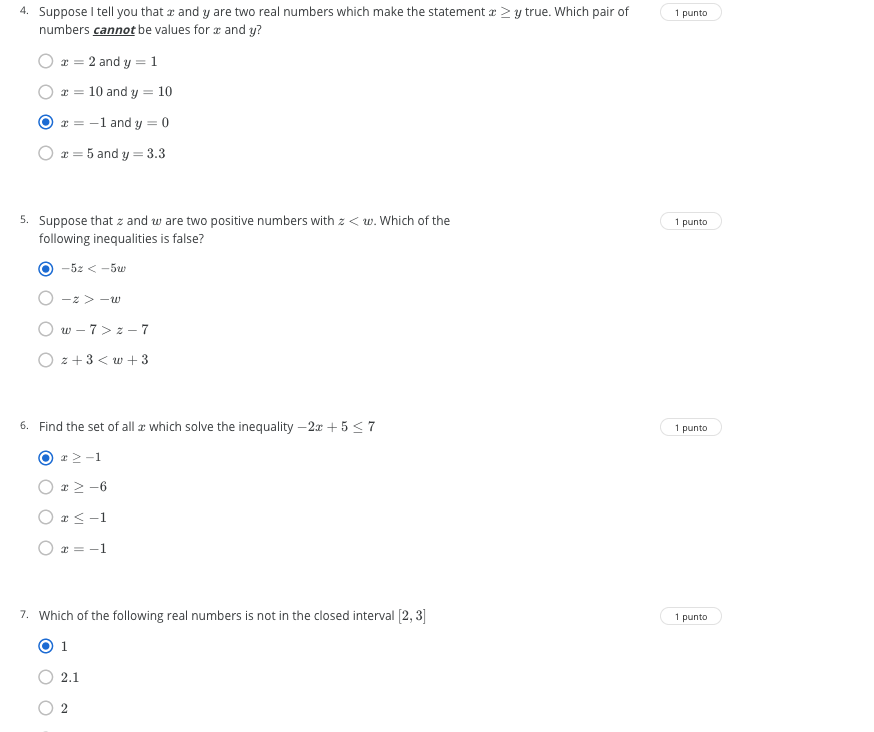 4. Suppose I tell you that x and y are two real numbers which make the statement x ≥ y true. Which pair of
numbers cannot be values for x and y?
1 punto
x = 2 and y = 1
x = 10 and y = 10
x = −1 and y = 0
x = 5 and y = 3.3
5. Suppose that z and w are two positive numbers with z < w. Which of the
following inequalities is false?
1 punto
−5z < −5w
−z > −w
w − 7 > z − 7
z + 3 < w + 3
6. Find the set of all x which solve the inequality −2x + 5 ≤ 7
1 punto
x ≥ −1
x ≥ −6
x ≤ −1
x = −1
7. Which of the following real numbers is not in the closed interval [2, 3]
1 punto
1
2.1
2